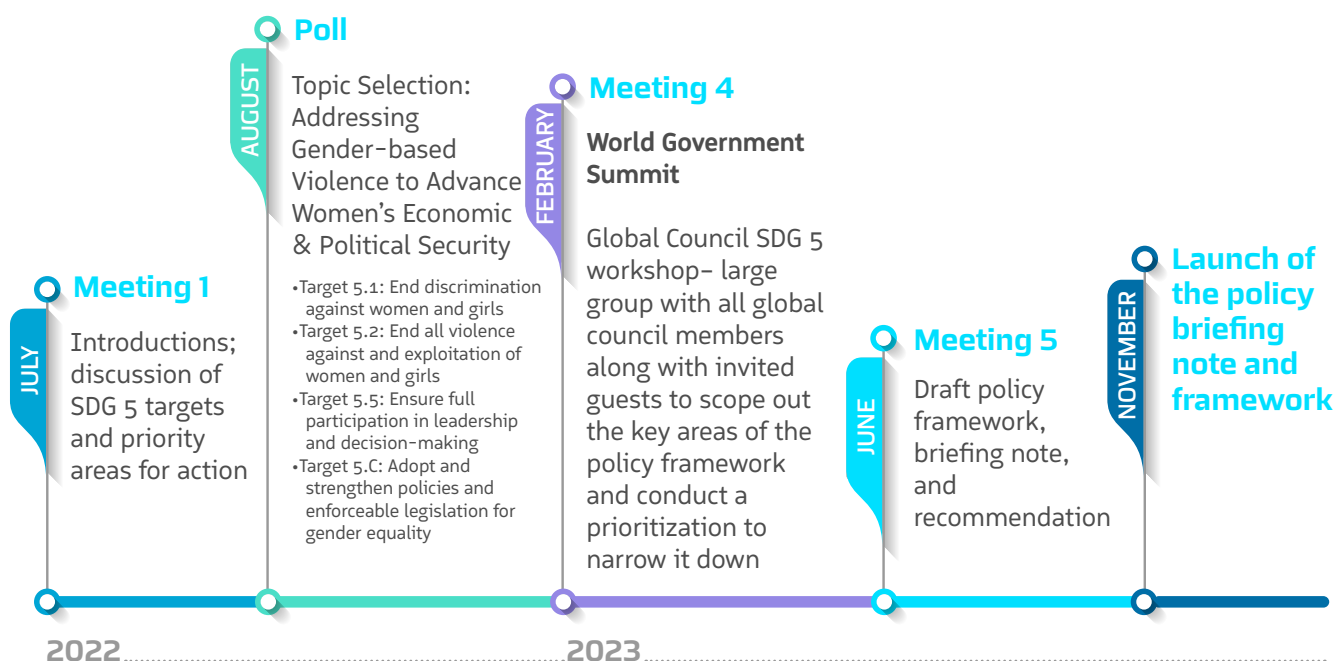 JULY
Meeting 1
Introductions;
discussion of
SDG 5 targets
and priority
areas for action
AUGUST
Poll
Topic Selection:
Addressing
Gender-based
Violence to Advance
Women's Economic
& Political Security
•Target 5.1: End discrimination
against women and girls
•Target 5.2: End all violence
against and exploitation of
women and girls
•Target 5.5: Ensure full
participation in leadership
and decision-making
•Target 5.C: Adopt and
strengthen policies and
enforceable legislation for
gender equality
FEBRUARY
Meeting 4
World Government
Summit
Global Council SDG 5
workshop- large
group with all global
council members
along with invited
guests to scope out
the key areas of the
policy framework
and conduct a
prioritization to
narrow it down
JUNE
Meeting 5
Draft policy
framework,
briefing note,
and
recommendation
NOVEMBER
Launch of
the policy
briefing
note and
framework
2022
2023